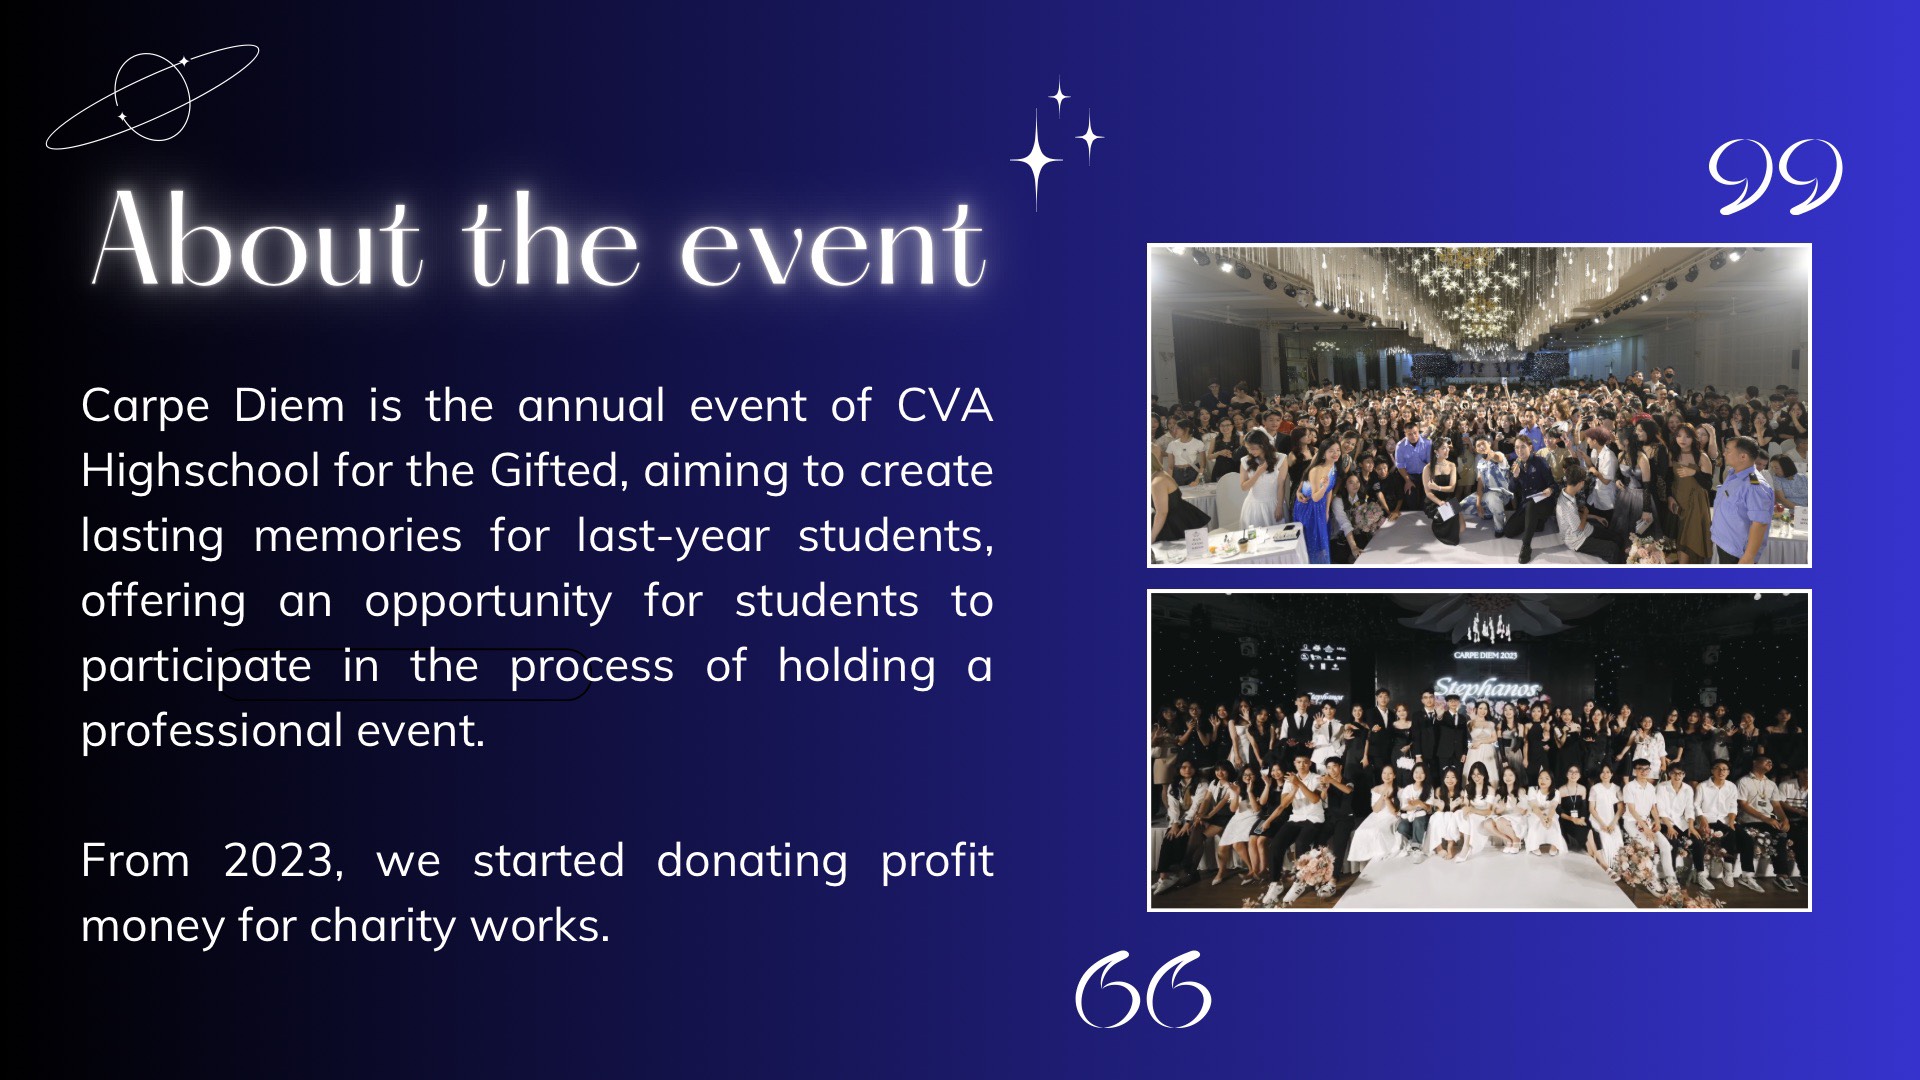 About the event
Carpe Diem is the annual event of CVA
Highschool for the Gifted, aiming to create
lasting memories for last-year students,
offering an opportunity for students to
participate in the process of holding a
professional event.
From 2023, we started donating profit
money for charity works.
CARPE DIEM 2023
Stephanos